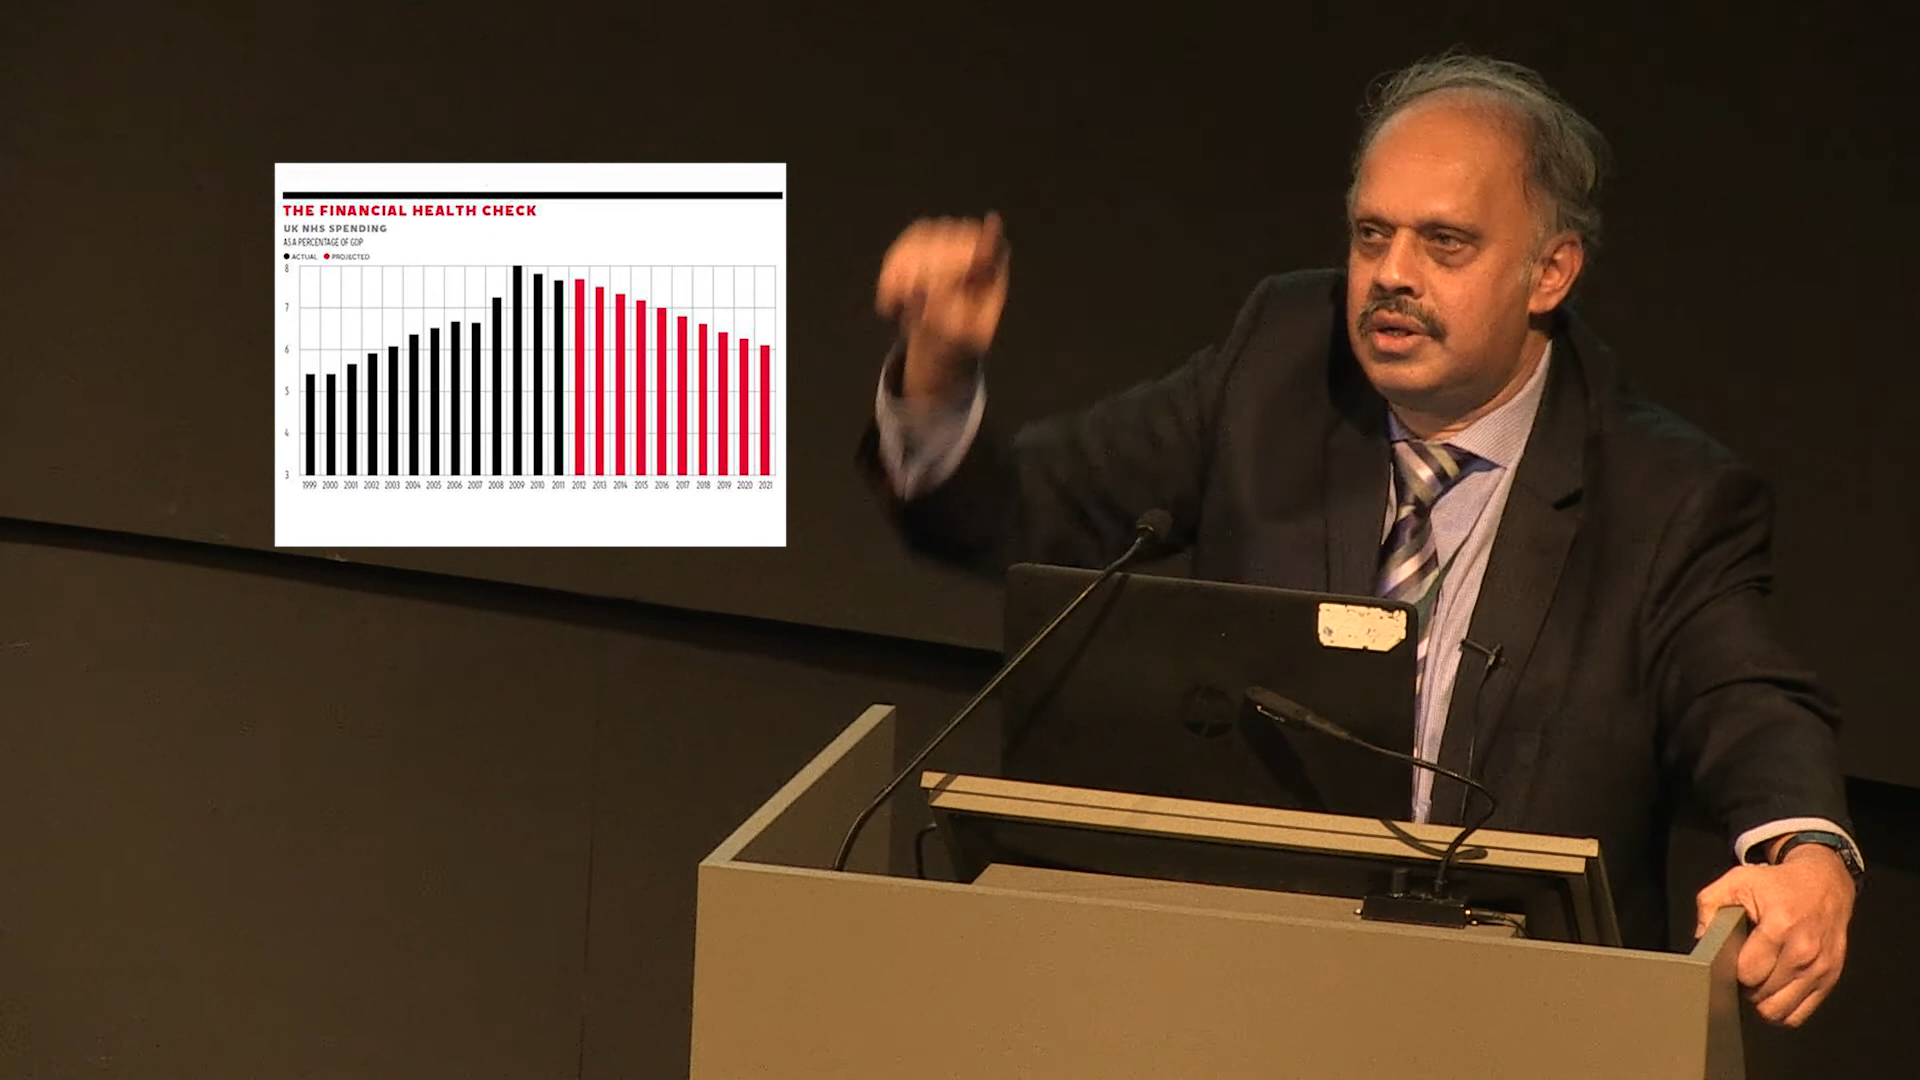 THE FINANCIAL HEALTH CHECK
UK NHS SPENDING
AS A PERCENTAGE OF GDP
ACTUAL PROJECTED
8
7
6
5
4
3
1999 2000 2001 2002 2003 2004 2005 2006 2007 2008 2009 2010 2011 2012 2013 2014 2015 2016 2017 2018 2019 2020 2021